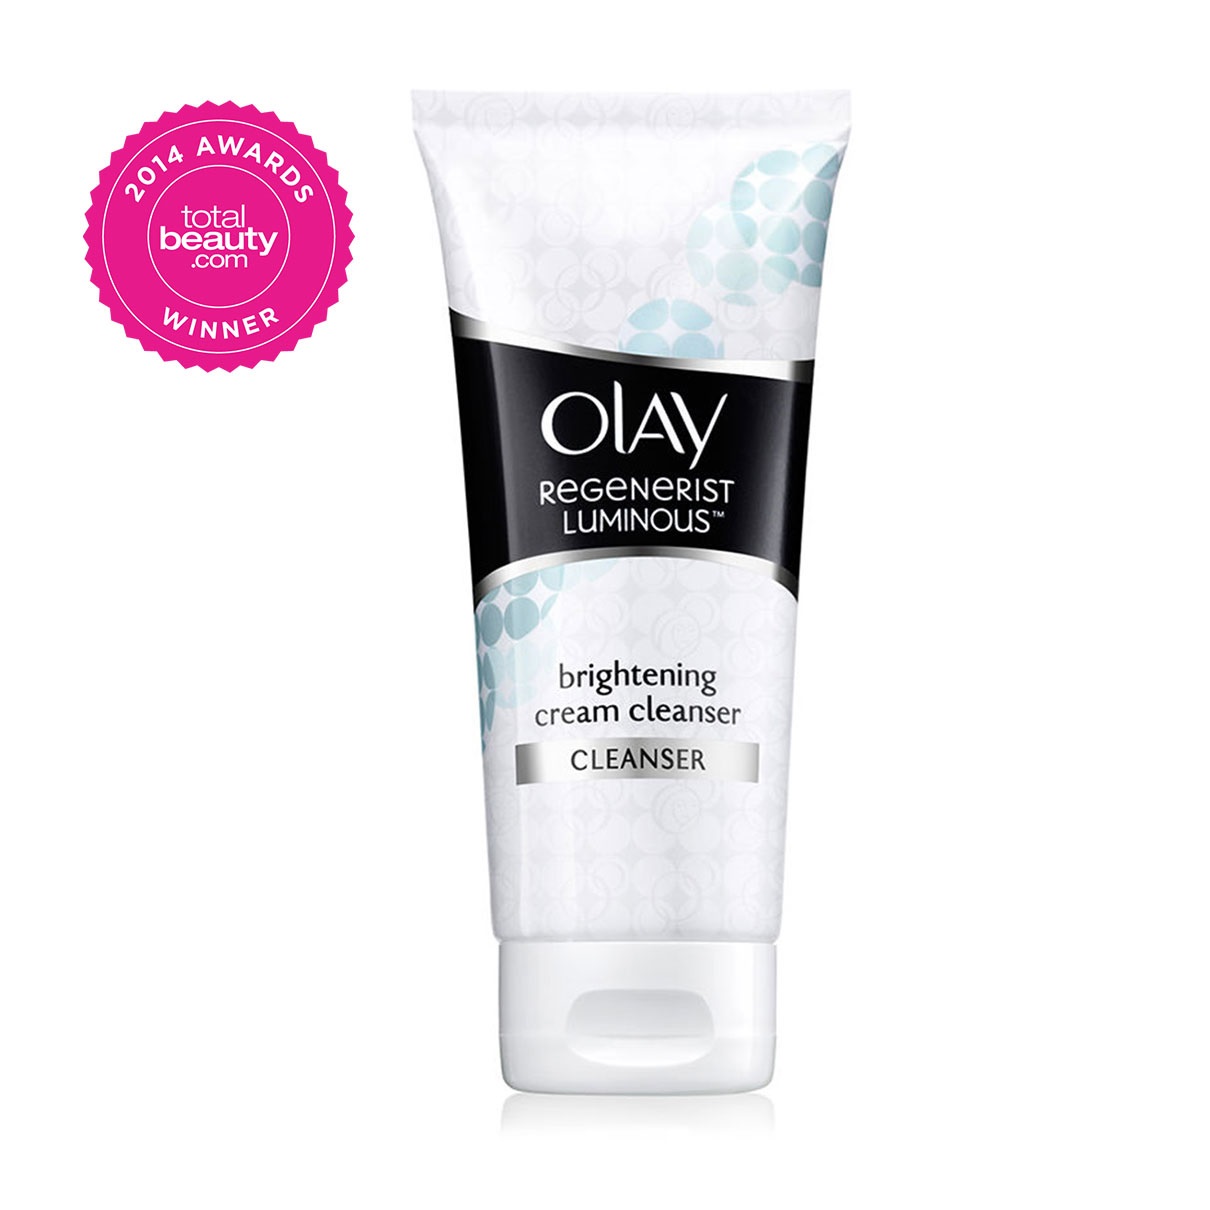 2014 AWARDS
total
beauty
.com
WINNER
OLAY
REGENERIST
LUMINOUS™
brightening
cream cleanser
CLEANSER